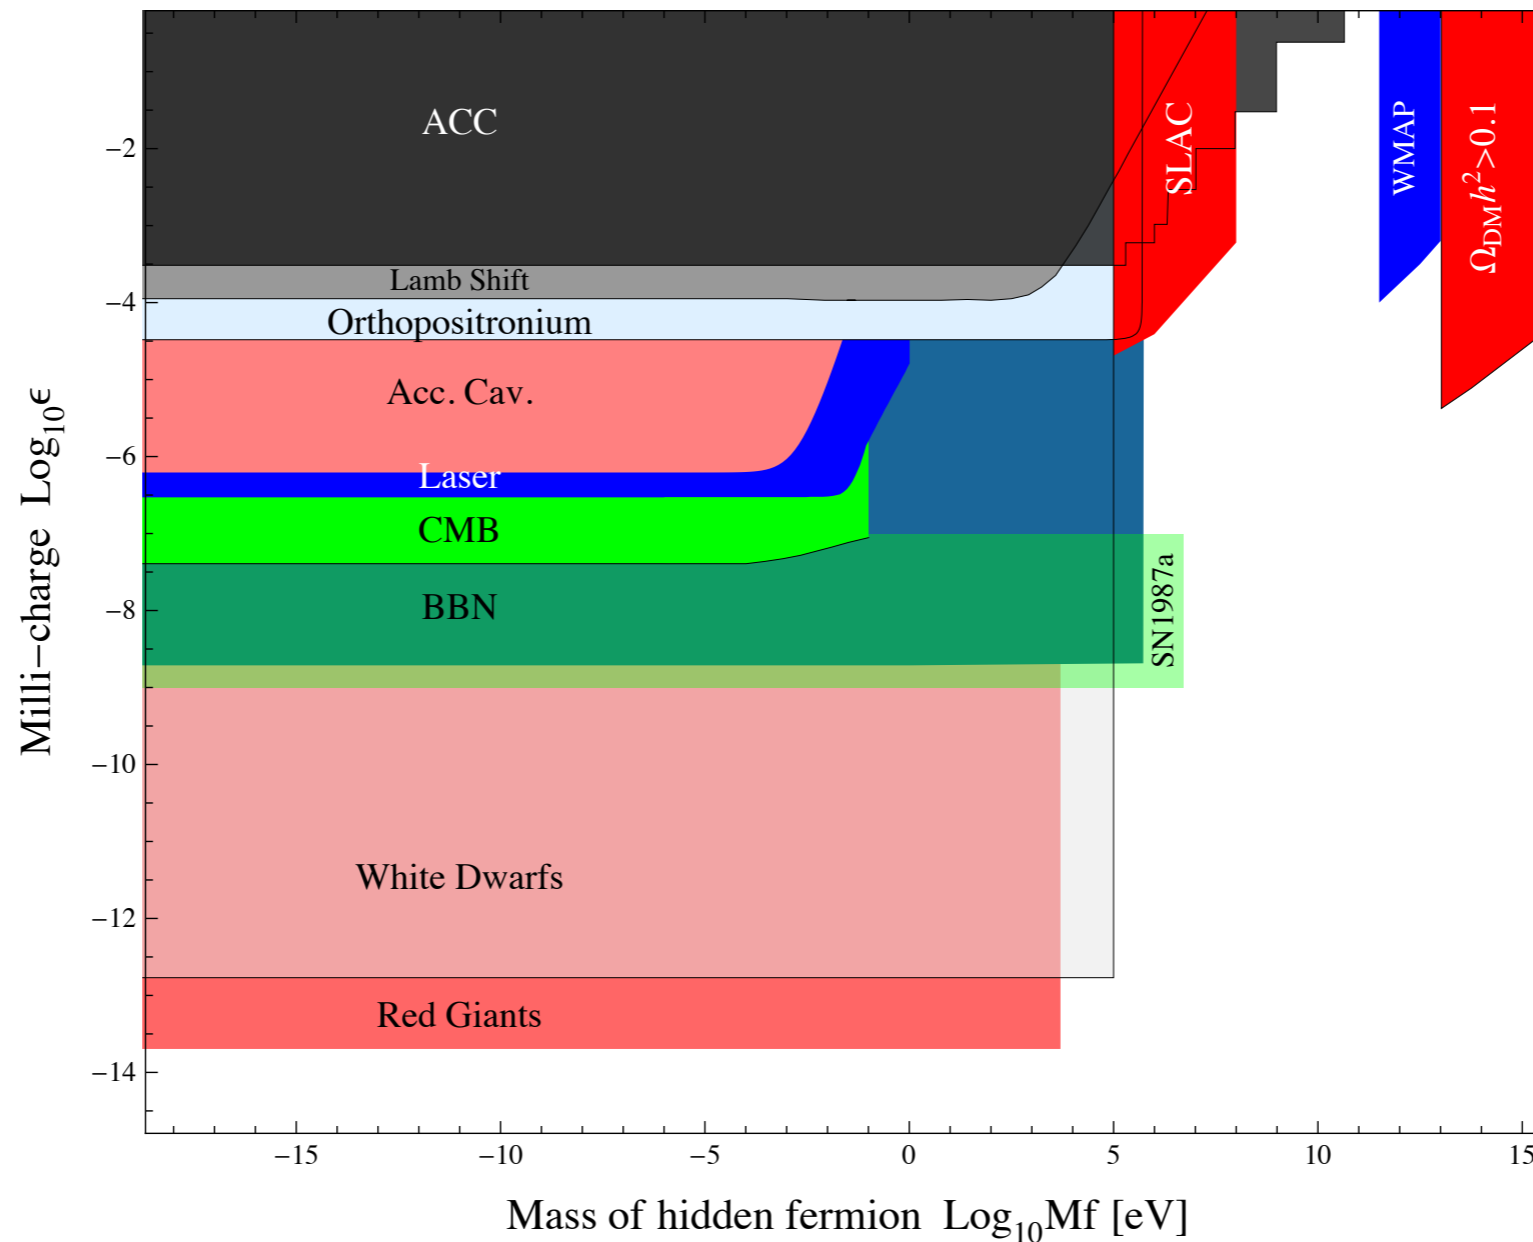 ACC
SLAC
WMAP
Ω_DM h²>0.1
Lamb Shift
Orthopositronium
Acc. Cav.
Laser
CMB
BBN
SN1987a
White Dwarfs
Red Giants
Milli−charge Log₁₀ϵ
−2
−4
−6
−8
−10
−12
−14
−15
−10
−5
0
5
10
15
Mass of hidden fermion Log₁₀Mf [eV]